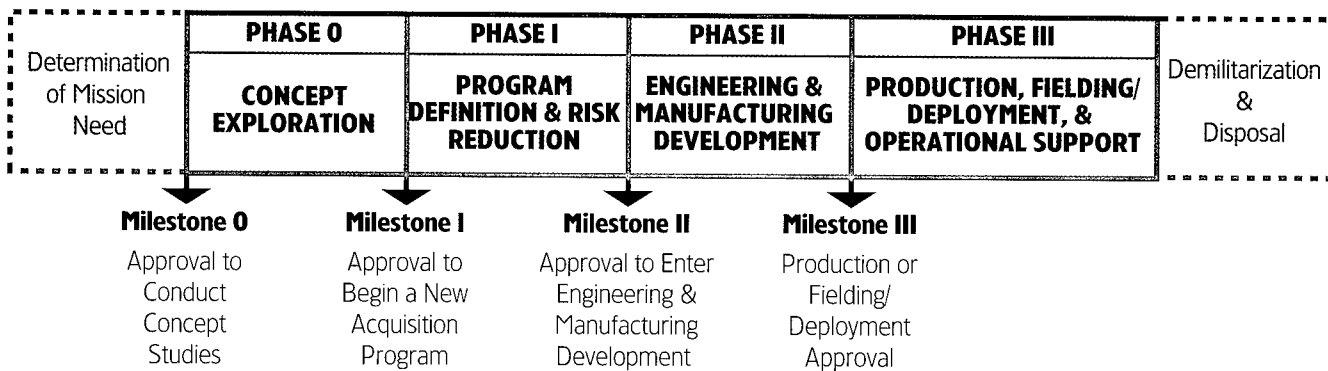 Determination
of Mission
Need
PHASE 0
CONCEPT
EXPLORATION
PHASE I
PROGRAM
DEFINITION & RISK
REDUCTION
PHASE II
ENGINEERING &
MANUFACTURING
DEVELOPMENT
PHASE III
PRODUCTION, FIELDING/
DEPLOYMENT, &
OPERATIONAL SUPPORT
Demilitarization
&
Disposal
Milestone 0
Approval to
Conduct
Concept
Studies
Milestone I
Approval to
Begin a New
Acquisition
Program
Milestone II
Approval to Enter
Engineering &
Manufacturing
Development
Milestone III
Production or
Fielding/
Deployment
Approval